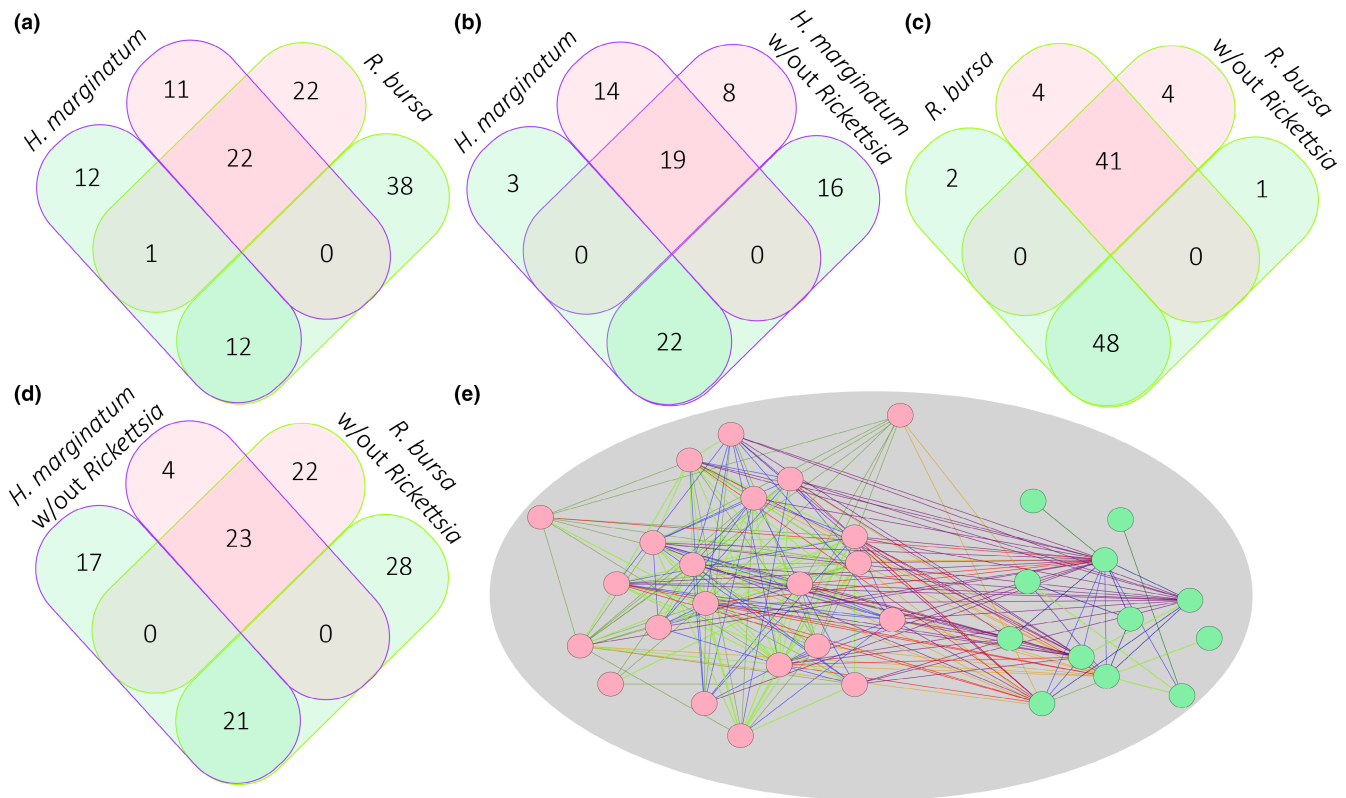 (a)
H. marginatum
R. bursa
11
22
12
22
38
1
0
12
(b)
H. marginatum
H. marginatum
w/out Rickettsia
14
8
3
19
16
0
0
22
(c)
R. bursa
R. bursa
w/out Rickettsia
4
4
2
41
1
0
0
48
(d)
H. marginatum
w/out Rickettsia
R. bursa
w/out Rickettsia
4
22
17
23
28
0
0
21
(e)